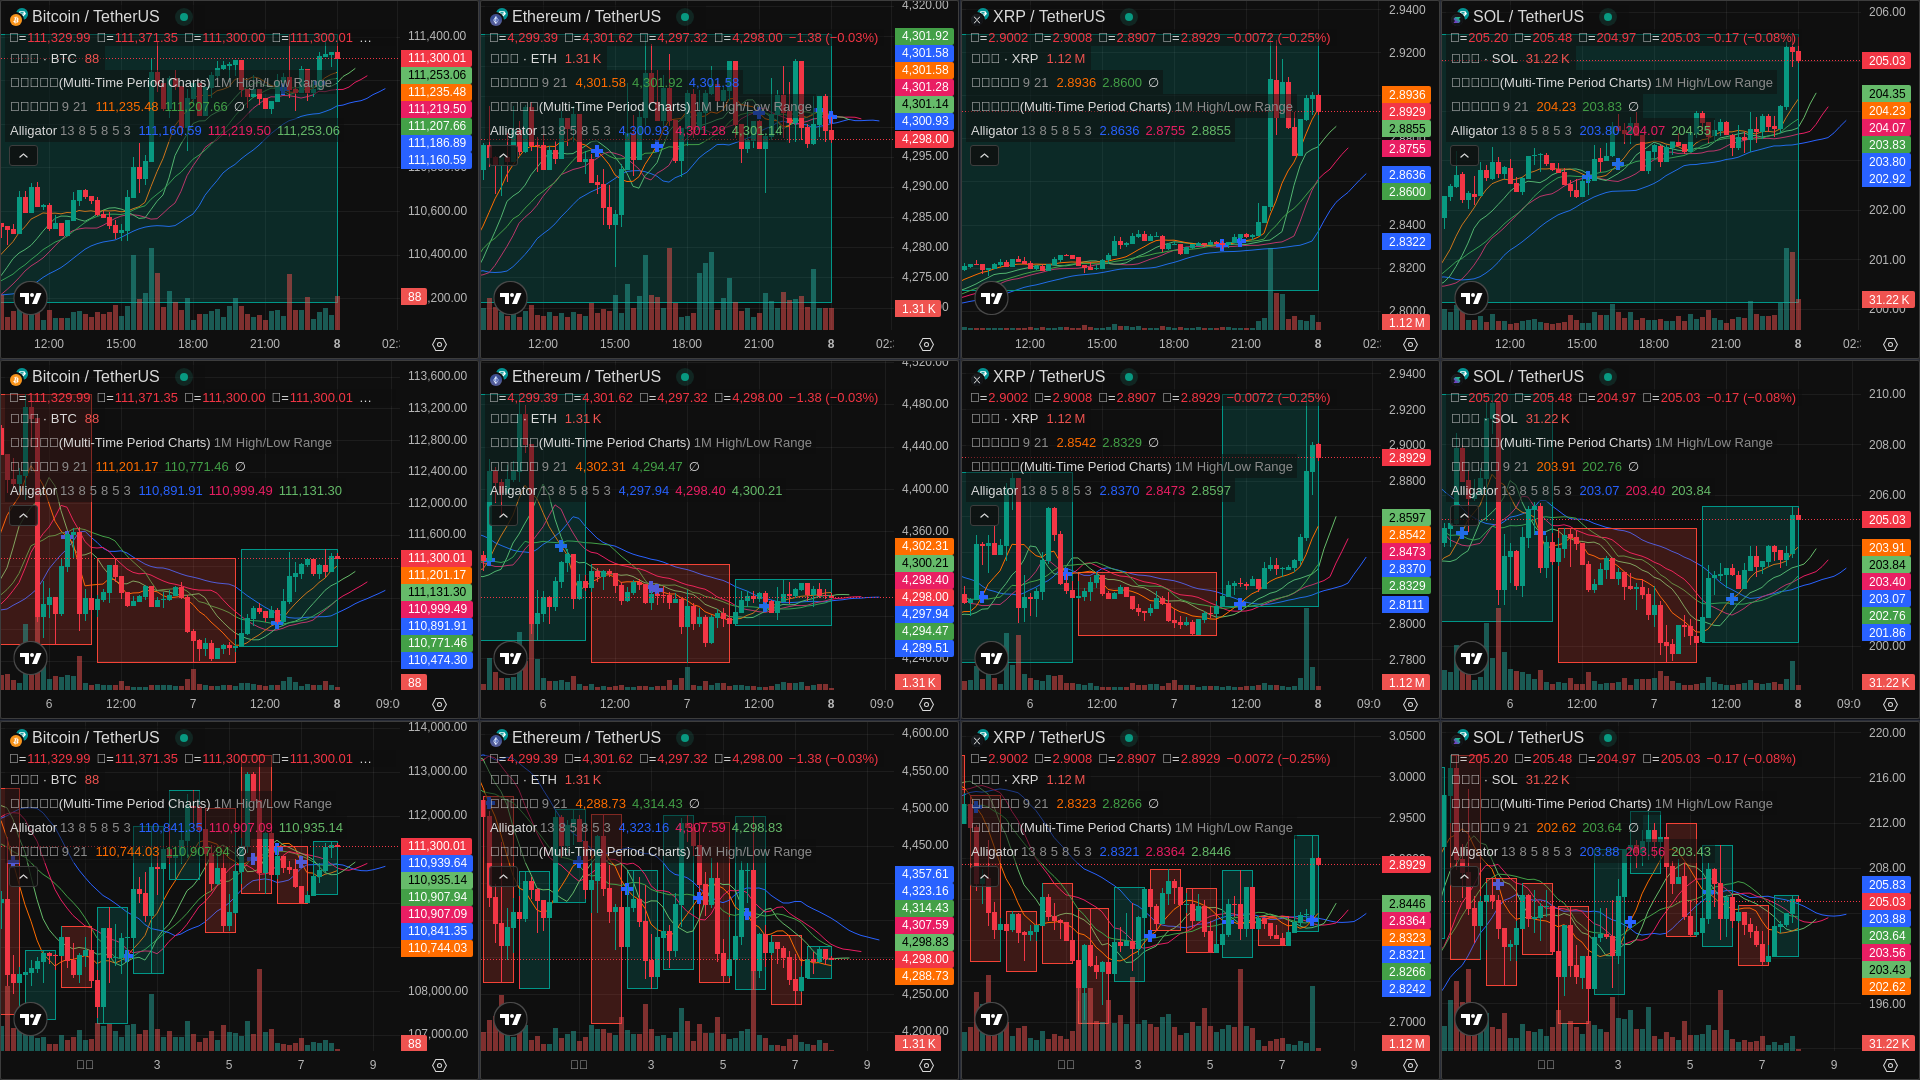 Bitcoin / TetherUS
=111,329.99 =111,371.35 =111,300.00 =111,300.01 …
· BTC 88
(Multi-Time Period Charts) 1M High/Low Range
9 21 111,235.48 111,207.66 ∅
Alligator 13 8 5 8 5 3 111,160.59 111,219.50 111,253.06
111,400.00
111,300.01
111,253.06
111,235.48
111,219.50
111,207.66
111,186.89
111,160.59
110,600.00
110,400.00
88
12:00 15:00 18:00 21:00 8
Ethereum / TetherUS
=4,299.39 =4,301.62 =4,297.32 =4,298.00 −1.38 (−0.03%)
· ETH 1.31 K
9 21 4,301.58 4,301.92 4,301.58
(Multi-Time Period Charts) 1M High/Low Range
Alligator 13 8 5 8 5 3 4,300.93 4,301.28 4,301.14
4,320.00
4,301.92
4,301.58
4,301.58
4,301.28
4,301.14
4,300.93
4,298.00
4,295.00
4,290.00
4,285.00
4,280.00
4,275.00
1.31 K
12:00 15:00 18:00 21:00 8
XRP / TetherUS
=2.9002 =2.9008 =2.8907 =2.8929 −0.0072 (−0.25%)
· XRP 1.12 M
9 21 2.8936 2.8600 ∅
(Multi-Time Period Charts) 1M High/Low Range
Alligator 13 8 5 8 5 3 2.8636 2.8755 2.8855
2.9400
2.9200
2.8936
2.8929
2.8855
2.8755
2.8636
2.8600
2.8400
2.8322
2.8200
2.8000
1.12 M
12:00 15:00 18:00 21:00 8
SOL / TetherUS
=205.20 =205.48 =204.97 =205.03 −0.17 (−0.08%)
· SOL 31.22 K
(Multi-Time Period Charts) 1M High/Low Range
9 21 204.23 203.83 ∅
Alligator 13 8 5 8 5 3 203.80 204.07 204.35
206.00
205.03
204.35
204.23
204.07
203.83
203.80
202.92
202.00
201.00
31.22 K
200.00
12:00 15:00 18:00 21:00 8
Bitcoin / TetherUS
=111,329.99 =111,371.35 =111,300.00 =111,300.01 …
· BTC 88
(Multi-Time Period Charts) 1M High/Low Range
9 21 111,201.17 110,771.46 ∅
Alligator 13 8 5 8 5 3 110,891.91 110,999.49 111,131.30
113,600.00
113,200.00
112,800.00
112,400.00
112,000.00
111,600.00
111,300.01
111,201.17
111,131.30
110,999.49
110,891.91
110,771.46
110,474.30
88
6 12:00 7 12:00 8
Ethereum / TetherUS
=4,299.39 =4,301.62 =4,297.32 =4,298.00 −1.38 (−0.03%)
· ETH 1.31 K
(Multi-Time Period Charts) 1M High/Low Range
9 21 4,302.31 4,294.47 ∅
Alligator 13 8 5 8 5 3 4,297.94 4,298.40 4,300.21
4,520.00
4,480.00
4,440.00
4,400.00
4,360.00
4,302.31
4,300.21
4,298.40
4,298.00
4,297.94
4,294.47
4,289.51
4,240.00
1.31 K
6 12:00 7 12:00 8
XRP / TetherUS
=2.9002 =2.9008 =2.8907 =2.8929 −0.0072 (−0.25%)
· XRP 1.12 M
9 21 2.8542 2.8329 ∅
(Multi-Time Period Charts) 1M High/Low Range
Alligator 13 8 5 8 5 3 2.8370 2.8473 2.8597
2.9400
2.9200
2.9000
2.8929
2.8800
2.8597
2.8542
2.8473
2.8370
2.8329
2.8111
2.8000
2.7800
1.12 M
6 12:00 7 12:00 8
SOL / TetherUS
=205.20 =205.48 =204.97 =205.03 −0.17 (−0.08%)
· SOL 31.22 K
(Multi-Time Period Charts) 1M High/Low Range
9 21 203.91 202.76 ∅
Alligator 13 8 5 8 5 3 203.07 203.40 203.84
210.00
208.00
206.00
205.03
203.91
203.84
203.40
203.07
202.76
201.86
200.00
31.22 K
6 12:00 7 12:00 8
Bitcoin / TetherUS
=111,329.99 =111,371.35 =111,300.00 =111,300.01 …
· BTC 88
(Multi-Time Period Charts) 1M High/Low Range
Alligator 13 8 5 8 5 3 110,841.35 110,907.09 110,935.14
9 21 110,744.03 110,907.94 ∅
114,000.00
113,000.00
112,000.00
111,300.01
110,939.64
110,935.14
110,907.94
110,907.09
110,841.35
110,744.03
108,000.00
107,000.00
88
3 5 7 9
Ethereum / TetherUS
=4,299.39 =4,301.62 =4,297.32 =4,298.00 −1.38 (−0.03%)
· ETH 1.31 K
9 21 4,288.73 4,314.43 ∅
Alligator 13 8 5 8 5 3 4,323.16 4,307.59 4,298.83
(Multi-Time Period Charts) 1M High/Low Range
4,600.00
4,550.00
4,500.00
4,450.00
4,357.61
4,323.16
4,314.43
4,307.59
4,298.83
4,298.00
4,288.73
4,250.00
4,200.00
1.31 K
3 5 7 9
XRP / TetherUS
=2.9002 =2.9008 =2.8907 =2.8929 −0.0072 (−0.25%)
· XRP 1.12 M
9 21 2.8323 2.8266 ∅
(Multi-Time Period Charts) 1M High/Low Range
Alligator 13 8 5 8 5 3 2.8321 2.8364 2.8446
3.0500
3.0000
2.9500
2.8929
2.8446
2.8364
2.8323
2.8321
2.8266
2.8242
2.7000
1.12 M
3 5 7 9
SOL / TetherUS
=205.20 =205.48 =204.97 =205.03 −0.17 (−0.08%)
· SOL 31.22 K
(Multi-Time Period Charts) 1M High/Low Range
9 21 202.62 203.64 ∅
Alligator 13 8 5 8 5 3 203.88 203.56 203.43
220.00
216.00
212.00
208.00
205.83
205.03
203.88
203.64
203.56
203.43
202.62
196.00
31.22 K
3 5 7 9